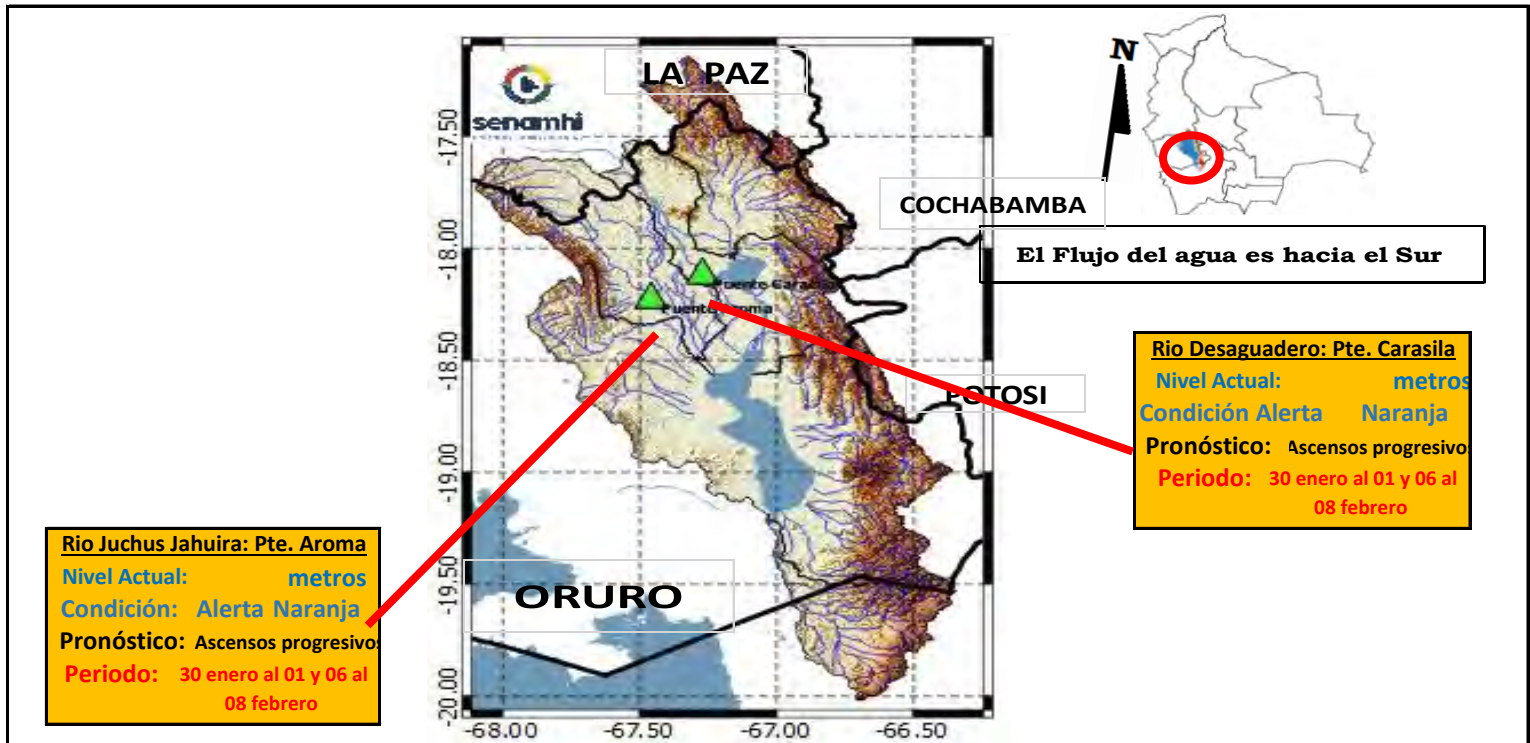 LA PAZ
senamhi
N
COCHABAMBA
El Flujo del agua es hacia el Sur
-17.50
-18.00
-18.50
-19.00
-19.50
-20.00
Puente
Puente
POTOSI
Rio Desaguadero: Pte. Carasila
Nivel Actual: metros
Condición Alerta Naranja
Pronóstico: Ascensos progresivo
Periodo: 30 enero al 01 y 06 al
08 febrero
Rio Juchus Jahuira: Pte. Aroma
Nivel Actual: metros
Condición: Alerta Naranja
Pronóstico: Ascensos progresivo
Periodo: 30 enero al 01 y 06 al
08 febrero
ORURO
-68.00 -67.50 -67.00 -66.50